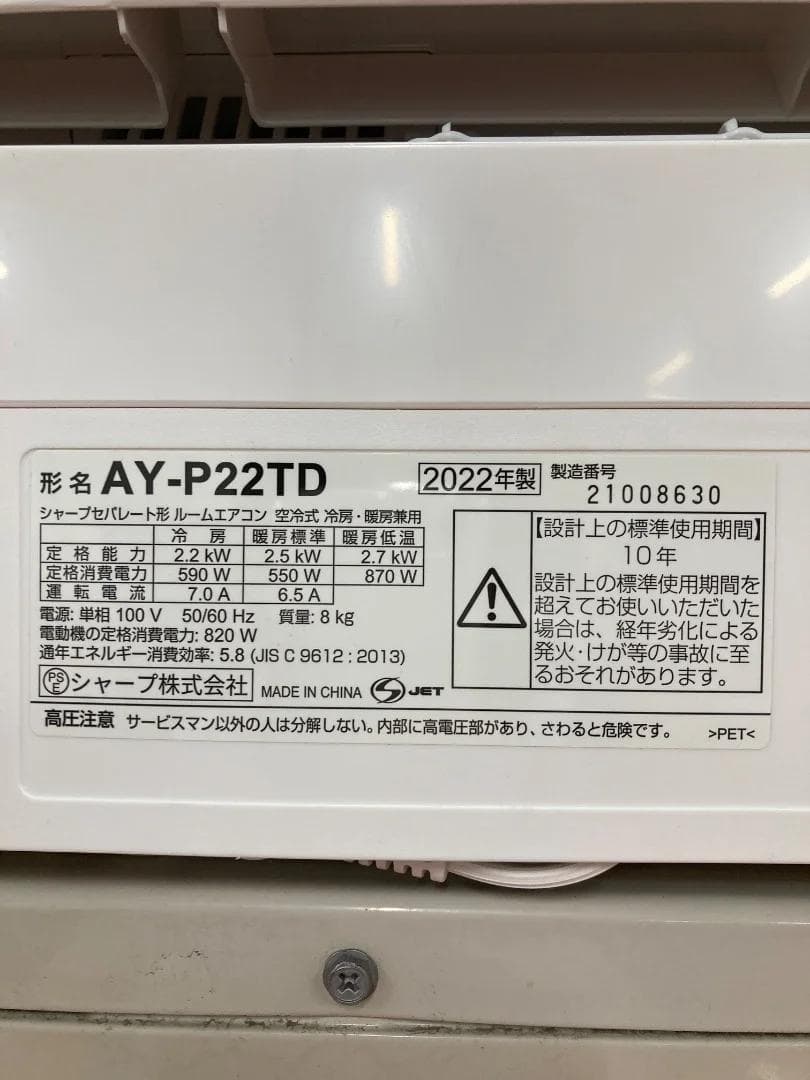 形名 AY-P22TD 2022年製 製造番号 21008630
シャープセパレート形 ルームエアコン 空冷式 冷房・暖房兼用
冷房 暖房標準 暖房低温
定格能力 2.2 kW 2.5 kW 2.7 kW
定格消費電力 590 W 550 W 870 W
運転電流 7.0 A 6.5 A
電源: 単相 100 V 50/60 Hz 質量: 8 kg
電動機の定格消費電力: 820 W
通年エネルギー消費効率: 5.8 (JIS C 9612 : 2013)
PSE シャープ株式会社 MADE IN CHINA S JET
【設計上の標準使用期間】
10 年
設計上の標準使用期間を
超えてお使いいただいた
場合は、経年劣化による
発火・けが等の事故に至
るおそれがあります。
高圧注意 サービスマン以外の人は分解しない。内部に高電圧部があり、さわると危険です。 >PET<